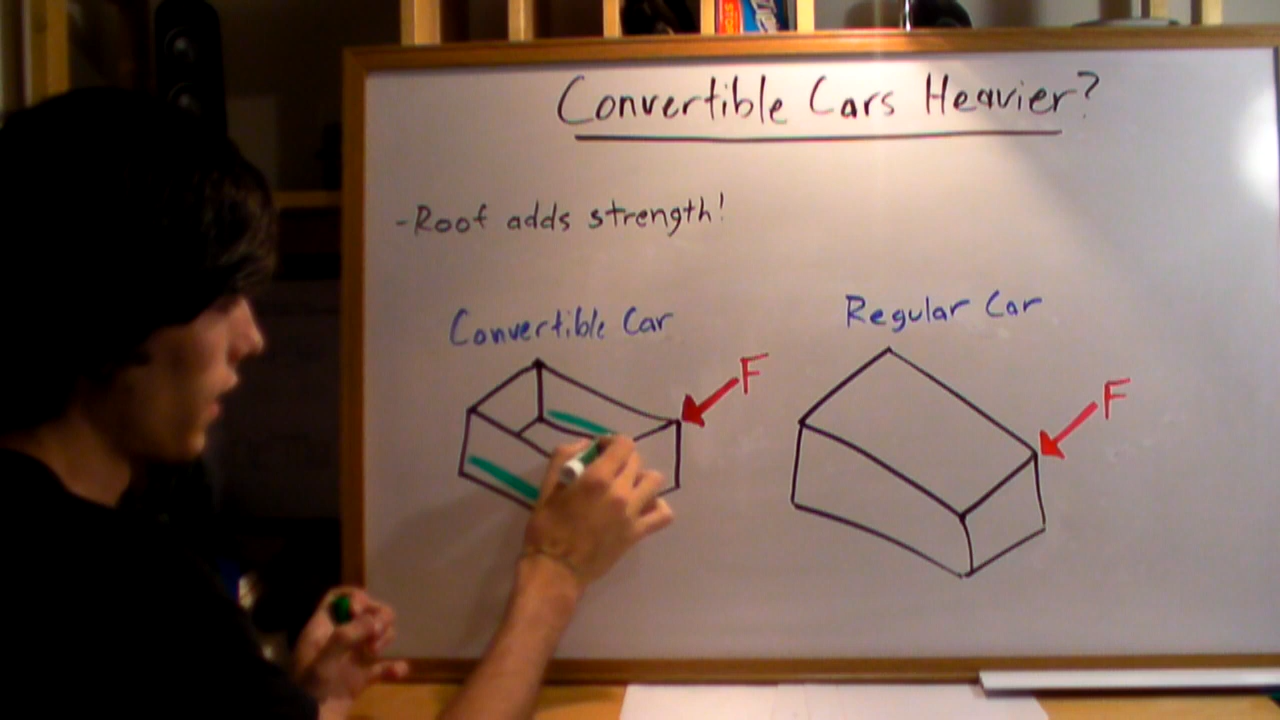 Convertible Cars Heavier?
-Roof adds strength!
Convertible Car
Regular Car
F
F